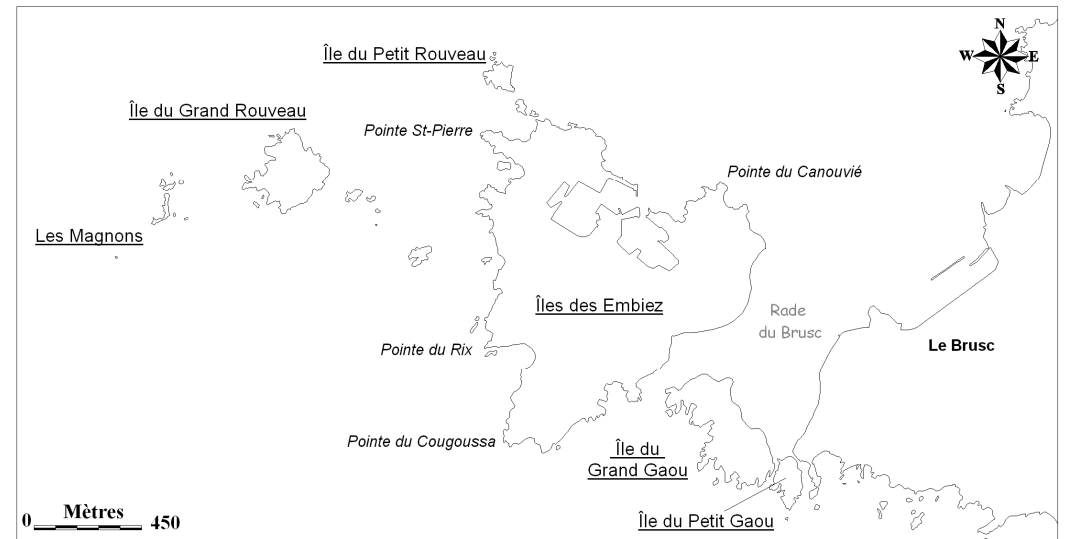 N
W E
S
Île du Petit Rouveau
Île du Grand Rouveau
Pointe St-Pierre
Pointe du Canouvié
Les Magnons
Îles des Embiez
Rade
du Brusc
Le Brusc
Pointe du Rix
Pointe du Cougoussa
Île du
Grand Gaou
Île du Petit Gaou
Mètres
0 450